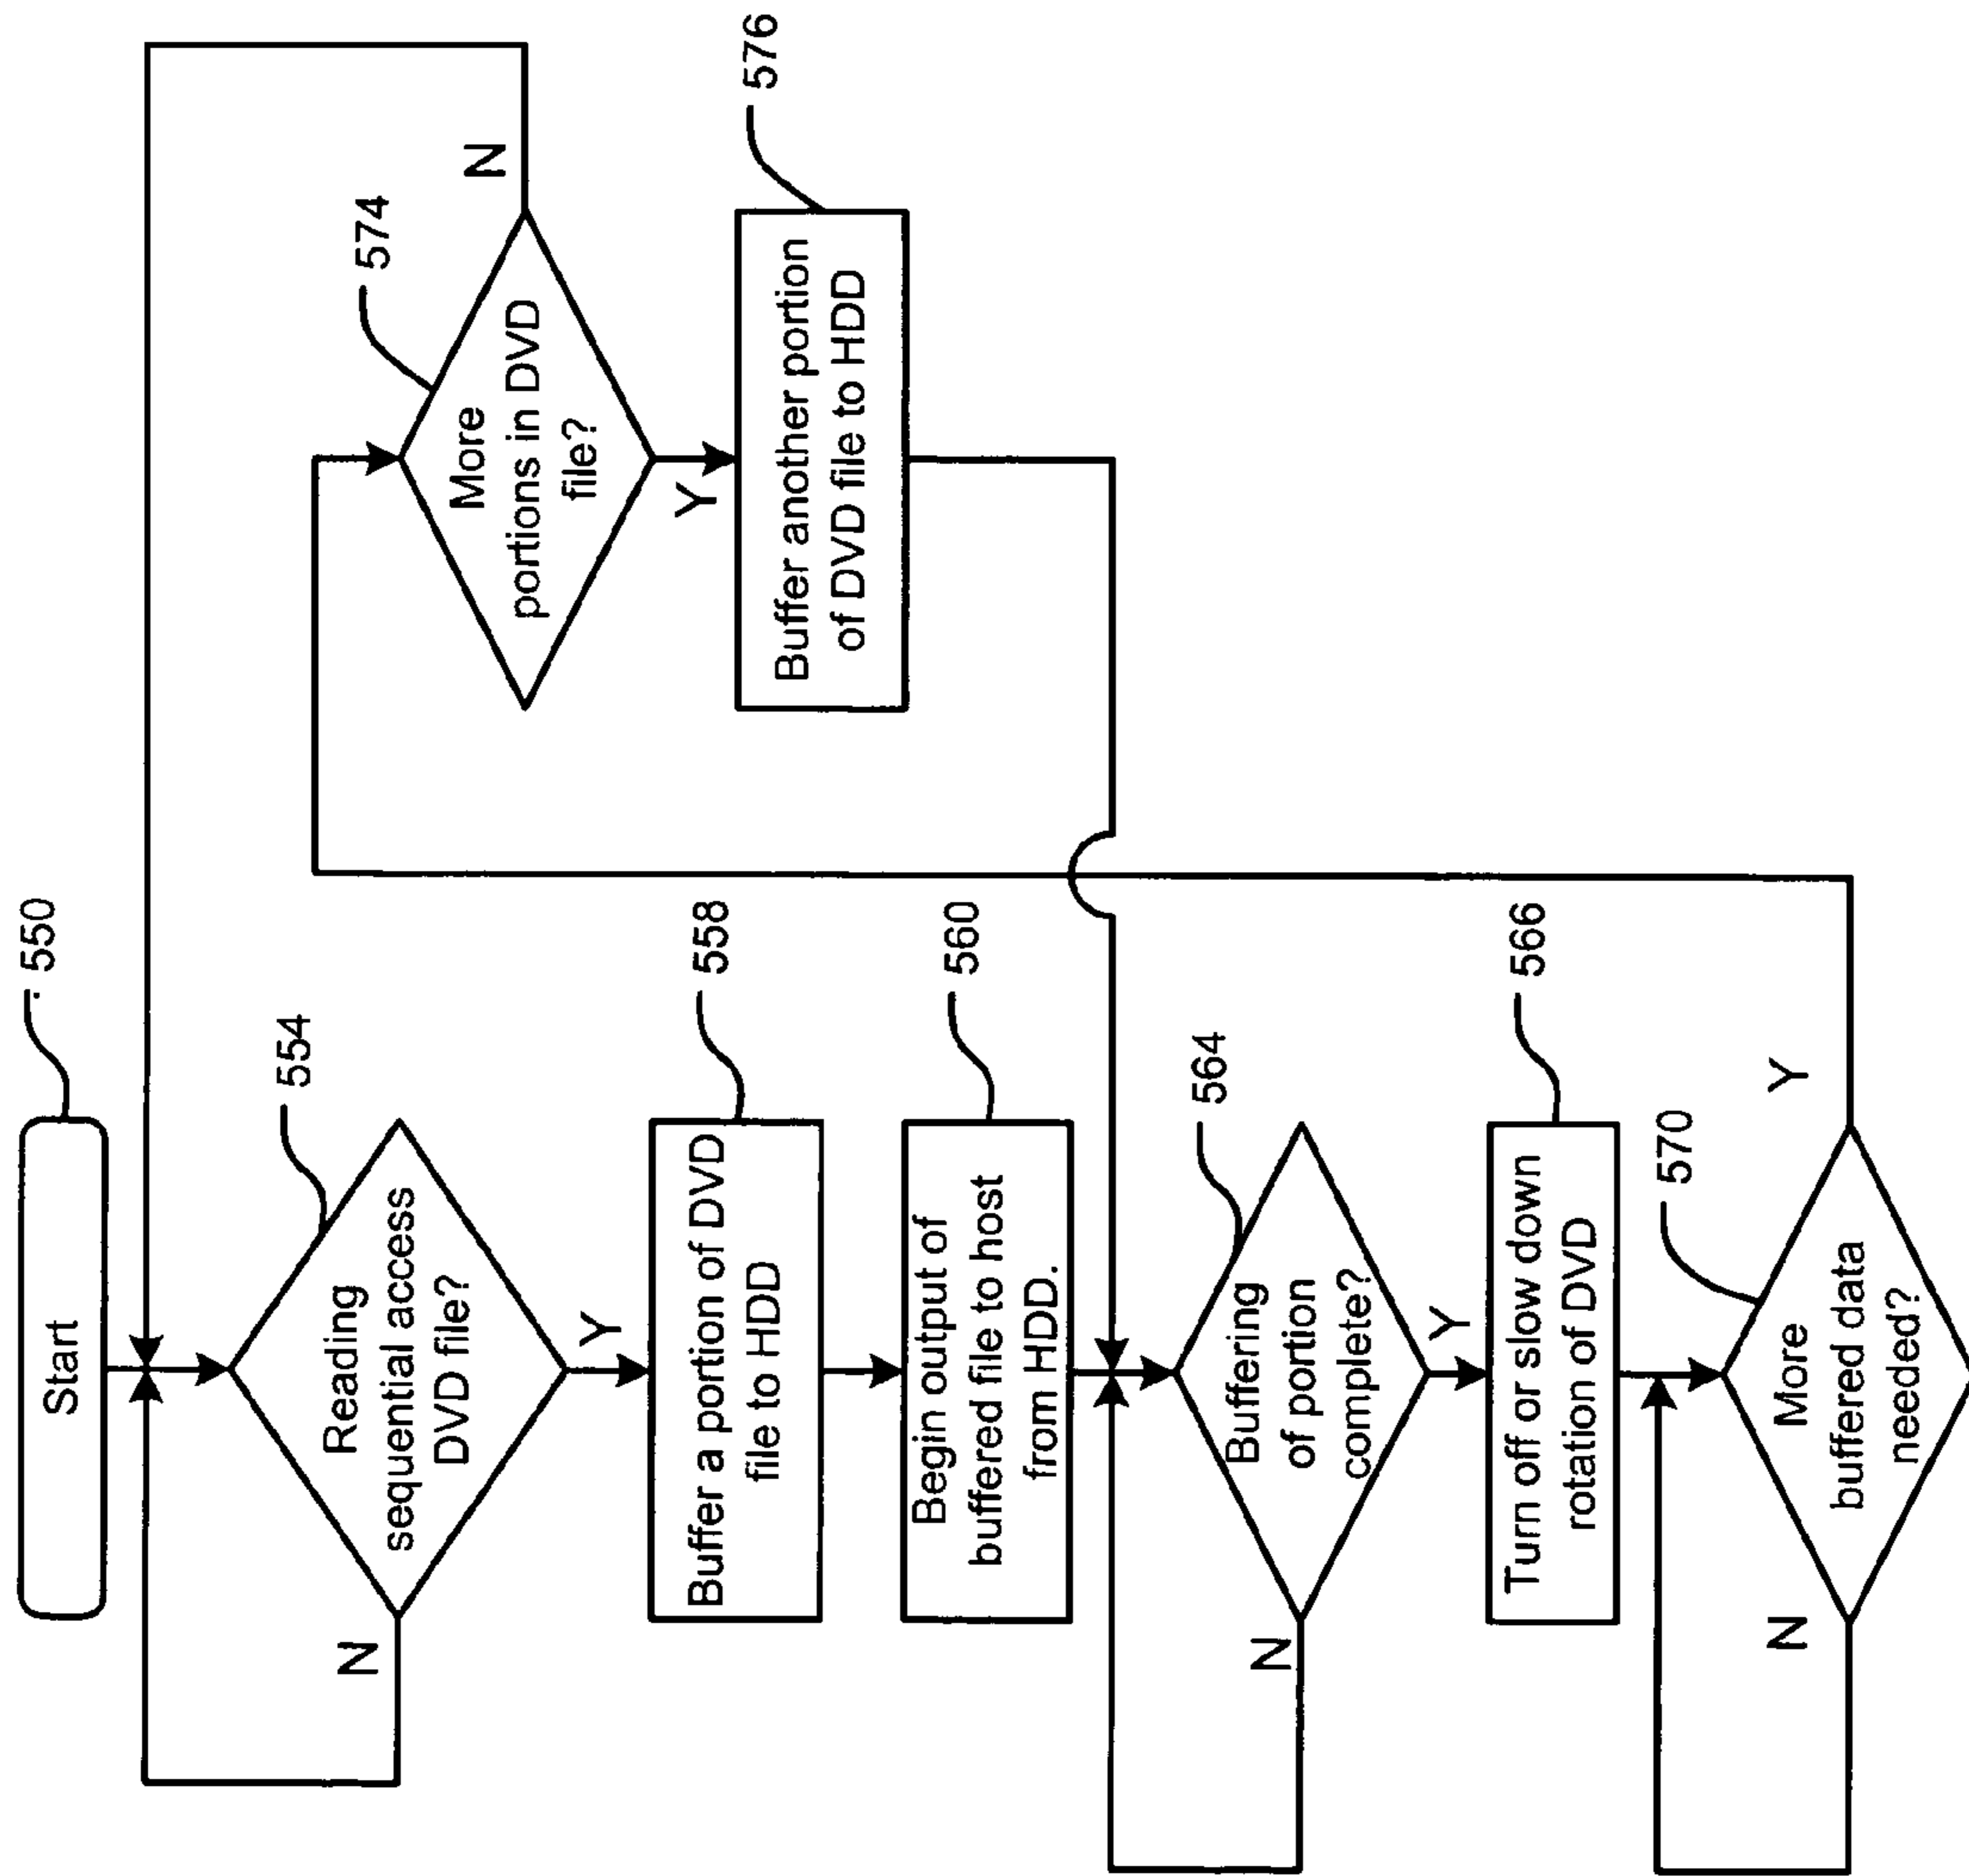 Start
550
Reading
sequential access
DVD file?
554
N
Y
Buffer a portion of DVD
file to HDD
558
Begin output of
buffered file to host
from HDD.
560
Buffering
of portion
complete?
564
N
Y
Turn off or slow down
rotation of DVD
566
More
buffered data
needed?
570
N
Y
More
portions in DVD
file?
574
N
Y
Buffer another portion
of DVD file to HDD
576